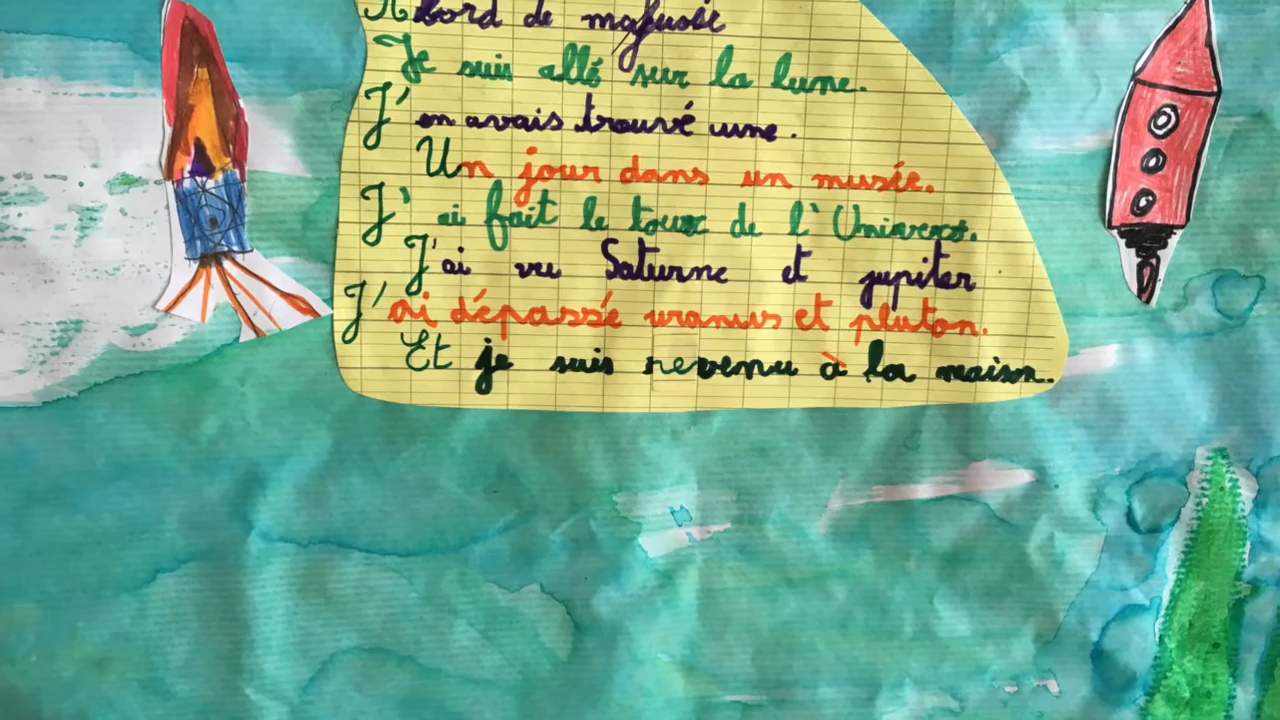 A bord de mafusée
Je suis allé sur la lune.
J'en avais trouvé une.
Un jour dans un musée.
J'ai fait le tour de l'Univers.
J'ai vu Saturne et jupiter
J'ai dépassé uranus et pluton.
Et je suis revenu à la maison.